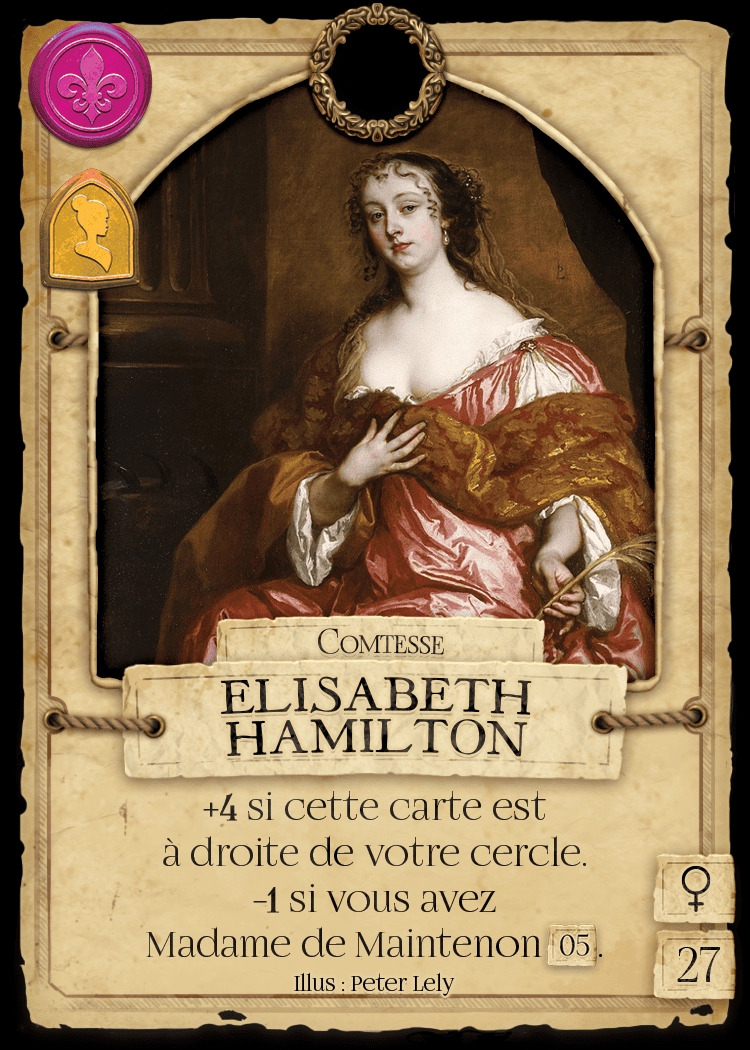 Comtesse
ELISABETH
HAMILTON
+4 si cette carte est
à droite de votre cercle.
-1 si vous avez
Madame de Maintenon 05.
Illus : Peter Lely
♀
27